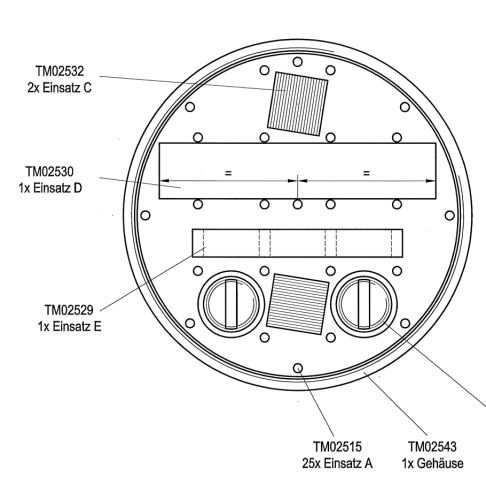 TM02532
2x Einsatz C
TM02530
1x Einsatz D
=
=
TM02529
1x Einsatz E
TM02515
25x Einsatz A
TM02543
1x Gehäuse